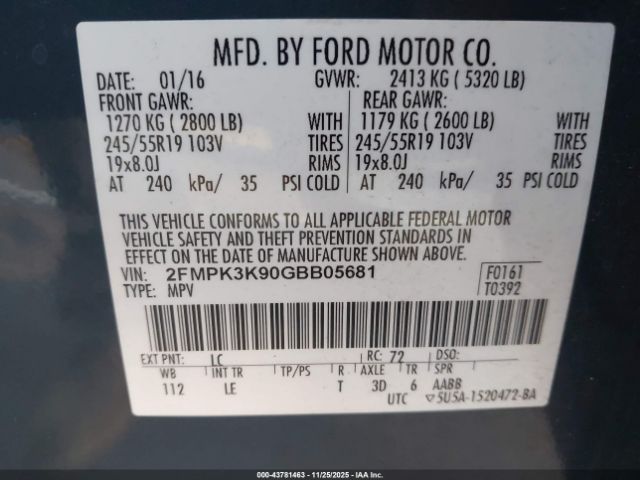 MFD. BY FORD MOTOR CO.
DATE: 01/16 GVWR: 2413 KG ( 5320 LB)
FRONT GAWR: REAR GAWR:
1270 KG ( 2800 LB) WITH 1179 KG ( 2600 LB) WITH
245/55R19 103V TIRES 245/55R19 103V TIRES
19x8.0J RIMS 19x8.0J RIMS
AT 240 kPa/ 35 PSI COLD AT 240 kPa/ 35 PSI COLD
THIS VEHICLE CONFORMS TO ALL APPLICABLE FEDERAL MOTOR
VEHICLE SAFETY AND THEFT PREVENTION STANDARDS IN
EFFECT ON THE DATE OF MANUFACTURE SHOWN ABOVE.
VIN: 2FMPK3K90GBB05681 F0161
TYPE: MPV T0392
EXT PNT: LC RC: 72 DSO:
WB INT TR TP/PS R AXLE TR SPR
112 LE T 3D 6 AABB
UTC ▽5U5A-1520472-BA
000-43781463 | 11/25/2025 | IAAI.COM